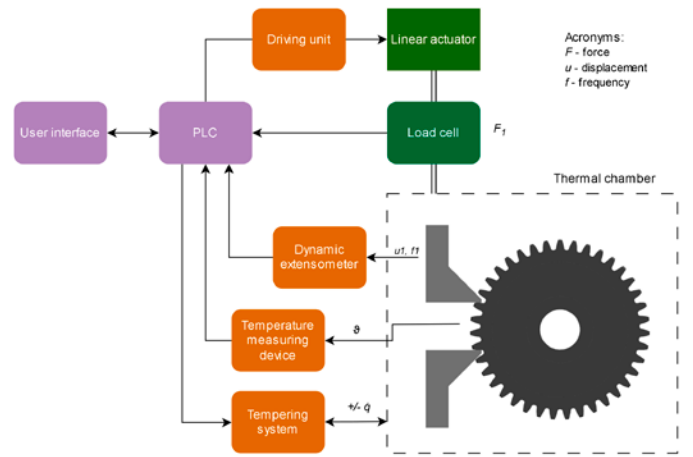 Driving unit
Linear actuator
Acronyms:
F - force
u - displacement
f - frequency
User interface
PLC
Load cell
F1
Thermal chamber
Dynamic
extensometer
u1, f1
Temperature
measuring
device
ϑ
Tempering
system
+/- q